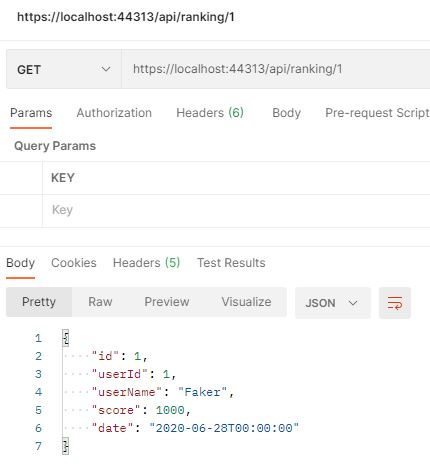 https://localhost:44313/api/ranking/1
GET https://localhost:44313/api/ranking/1
Params Authorization Headers (6) Body Pre-request Script
Query Params
KEY
Key
Body Cookies Headers (5) Test Results
Pretty Raw Preview Visualize JSON
1 {
2 "id": 1,
3 "userId": 1,
4 "userName": "Faker",
5 "score": 1000,
6 "date": "2020-06-28T00:00:00"
7 }